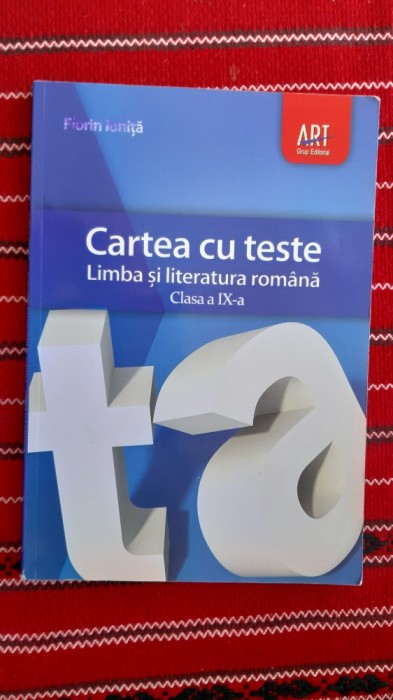 Florin Ioniță
ART
Grup Editorial
Cartea cu teste
Limba și literatura română
Clasa a IX-a
ta